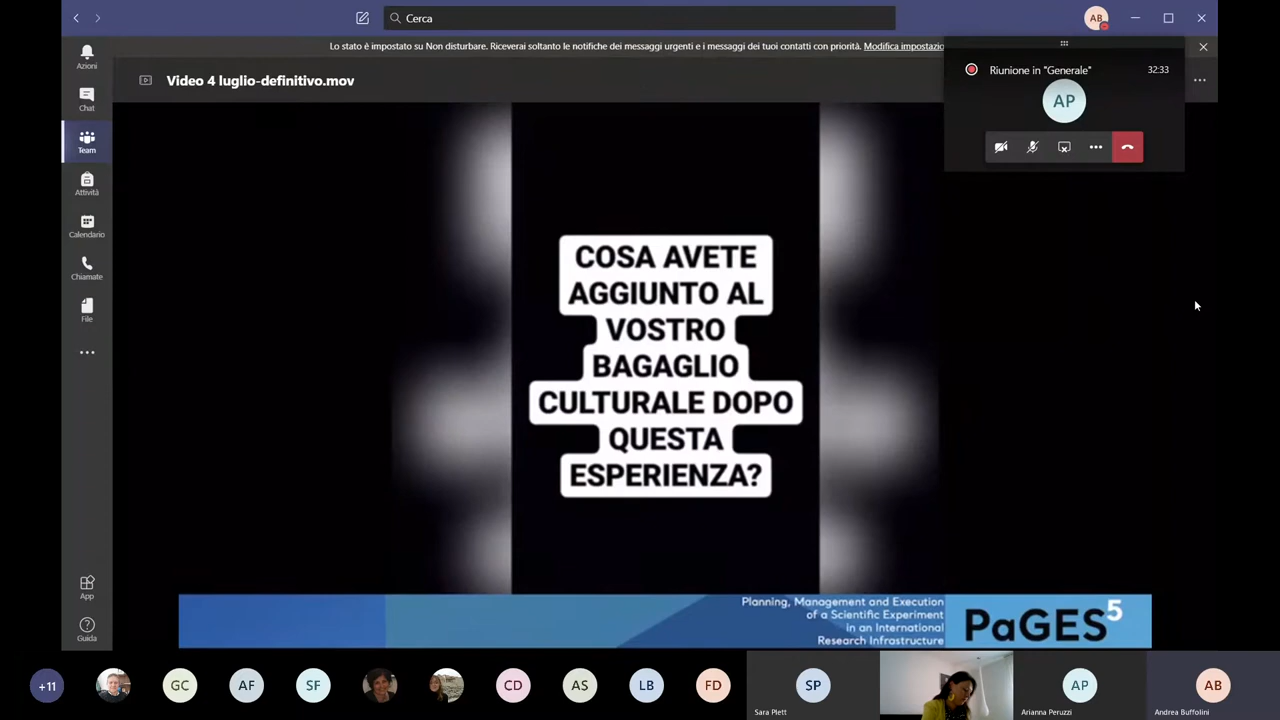 Cerca
AB
Lo stato è impostato su Non disturbare. Riceverai soltanto le notifiche dei messaggi urgenti e i messaggi dei tuoi contatti con priorità. Modifica impostazio
Azioni
Chat
Team
Attività
Calendario
Chiamate
File
App
Guida
Video 4 luglio-definitivo.mov
Riunione in "Generale"
32:33
AP
COSA AVETE
AGGIUNTO AL
VOSTRO
BAGAGLIO
CULTURALE DOPO
QUESTA
ESPERIENZA?
Planning, Management and Execution
of a Scientific Experiment
in an International
Research Infrastructure
PaGES5
+11
GC
AF
SF
CD
AS
LB
FD
SP
Sara Plett
AP
Arianna Peruzzi
AB
Andrea Buffolini